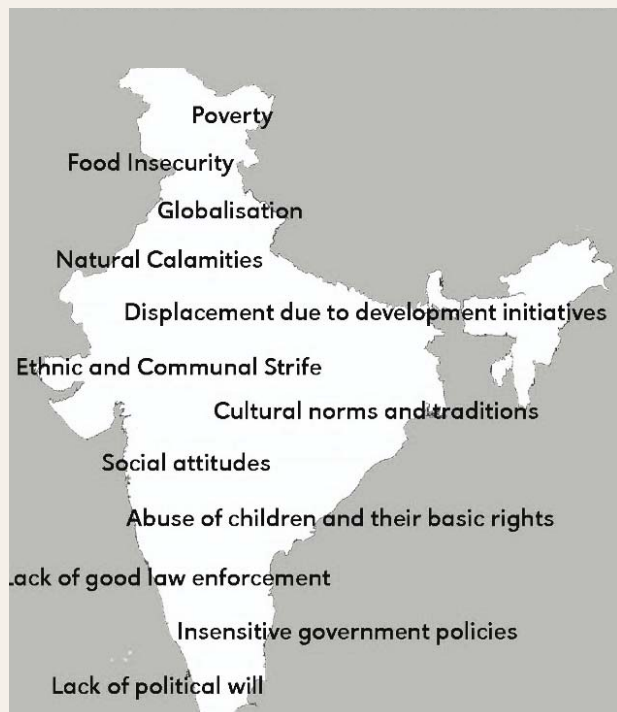 Poverty
Food Insecurity
Globalisation
Natural Calamities
Displacement due to development initiatives
Ethnic and Communal Strife
Cultural norms and traditions
Social attitudes
Abuse of children and their basic rights
Lack of good law enforcement
Insensitive government policies
Lack of political will